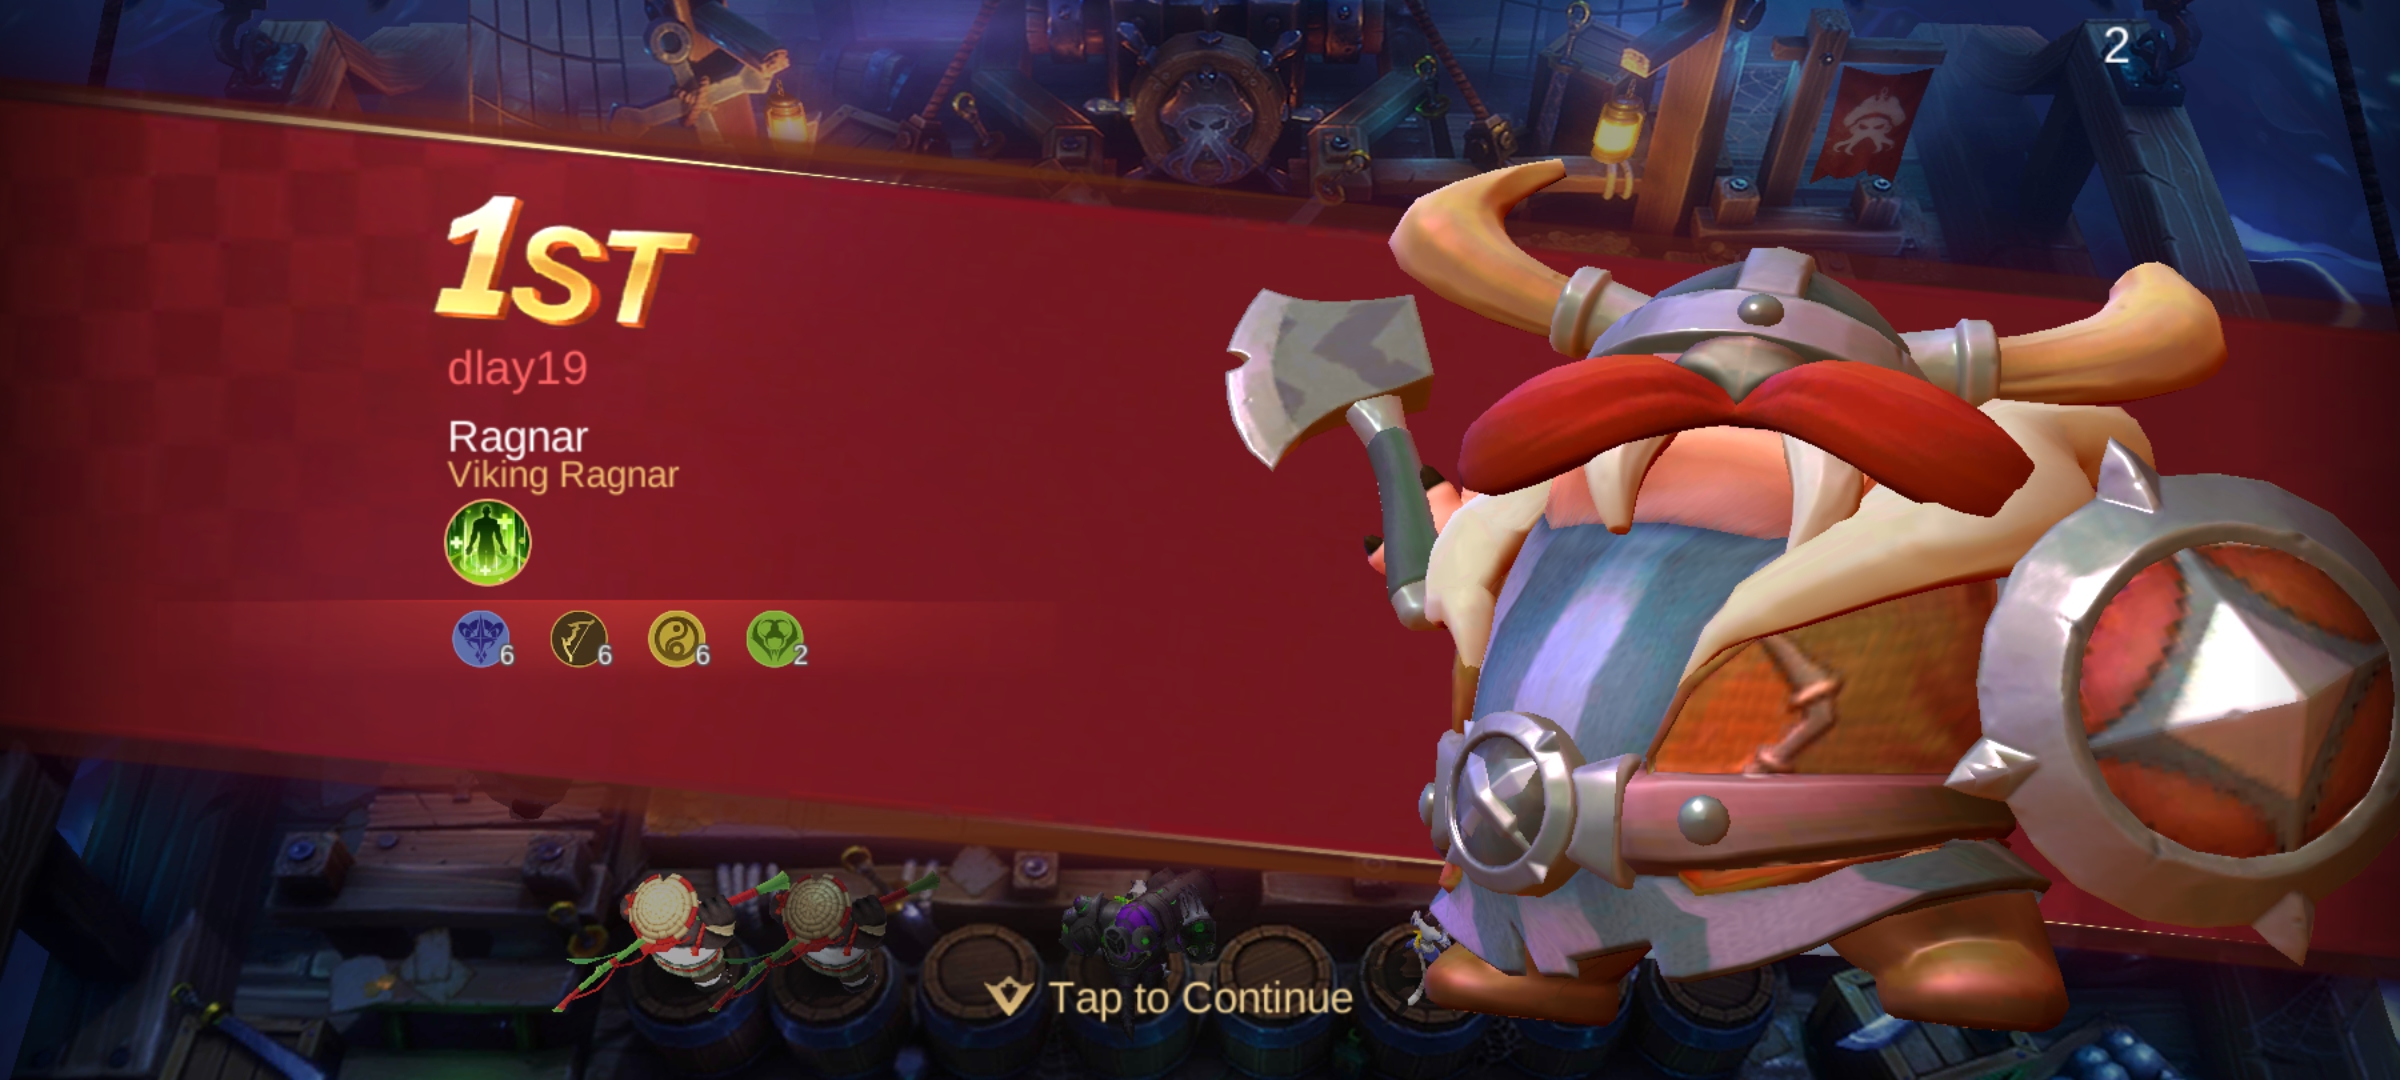 2
1ST
dlay19
Ragnar
Viking Ragnar
6 6 6 2
Tap to Continue